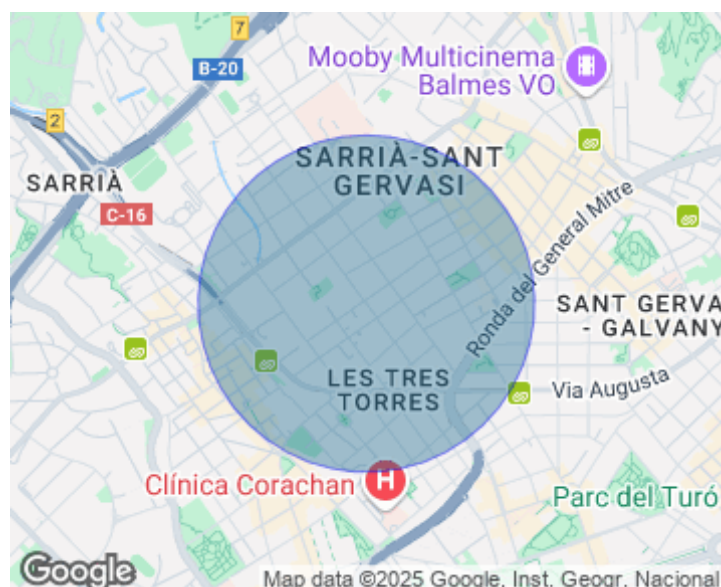 7
B-20
Mooby Multicinema
Balmes VO
2
SARRIÀ-SANT
GERVASI
SARRIÀ
C-16
Ronda del General Mitre
SANT GERVA
- GALVANY
LES TRES
TORRES
Via Augusta
Clínica Corachan
H
Parc del Turó
Google
Map data ©2025 Google, Inst. Geogr. Nacional